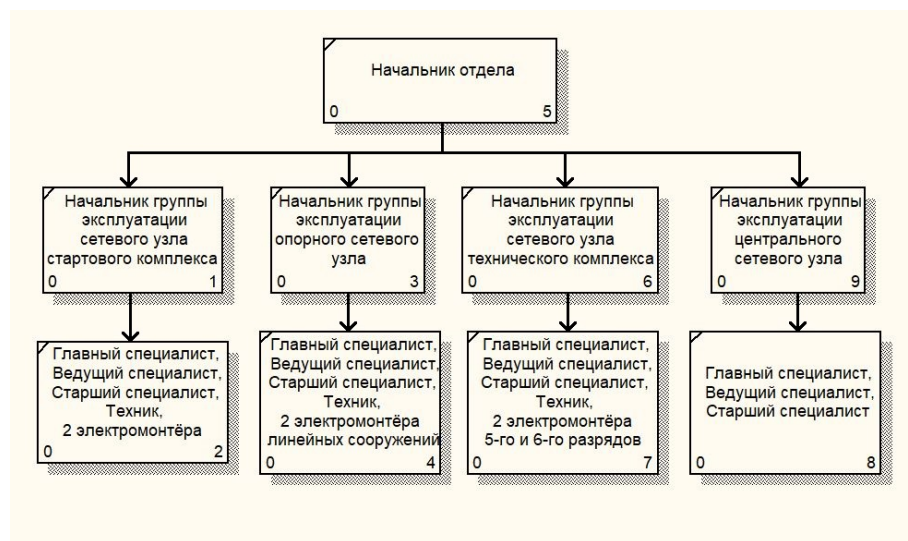 Начальник отдела
0 5
Начальник группы
эксплуатации
сетевого узла
стартового комплекса
0 1
Начальник группы
эксплуатации
опорного сетевого
узла
0 3
Начальник группы
эксплуатации
сетевого узла
технического комплекса
0 6
Начальник группы
эксплуатации
центрального
сетевого узла
0 9
Главный специалист,
Ведущий специалист,
Старший специалист,
Техник,
2 электромонтёра
0 2
Главный специалист,
Ведущий специалист,
Старший специалист,
Техник,
2 электромонтёра
линейных сооружений
0 4
Главный специалист,
Ведущий специалист,
Старший специалист,
Техник,
2 электромонтёра
5-го и 6-го разрядов
0 7
Главный специалист,
Ведущий специалист,
Старший специалист
0 8